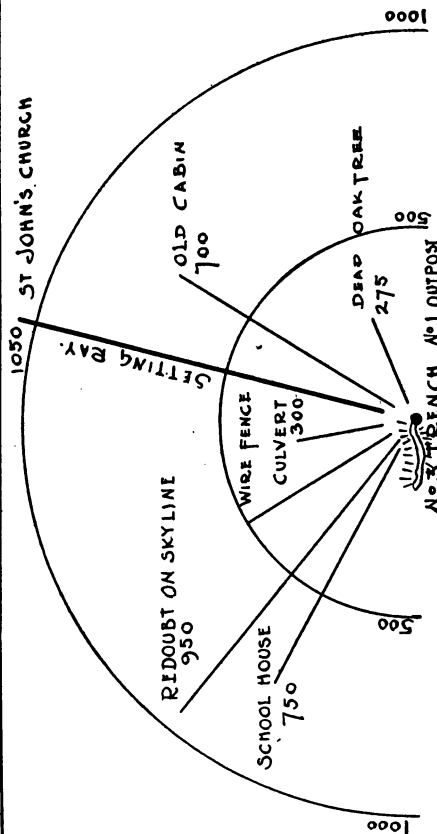 1000
ST JOHN'S CHURCH
1050
OLD CABIN
700
SETTING RAY.
DEAD OAK TREE
275
500
WIRE FENCE
CULVERT
300
REDOUBT ON SKYLINE
950
SCHOOL HOUSE
750
TRENCH No 1 OUTPOST
500
1000